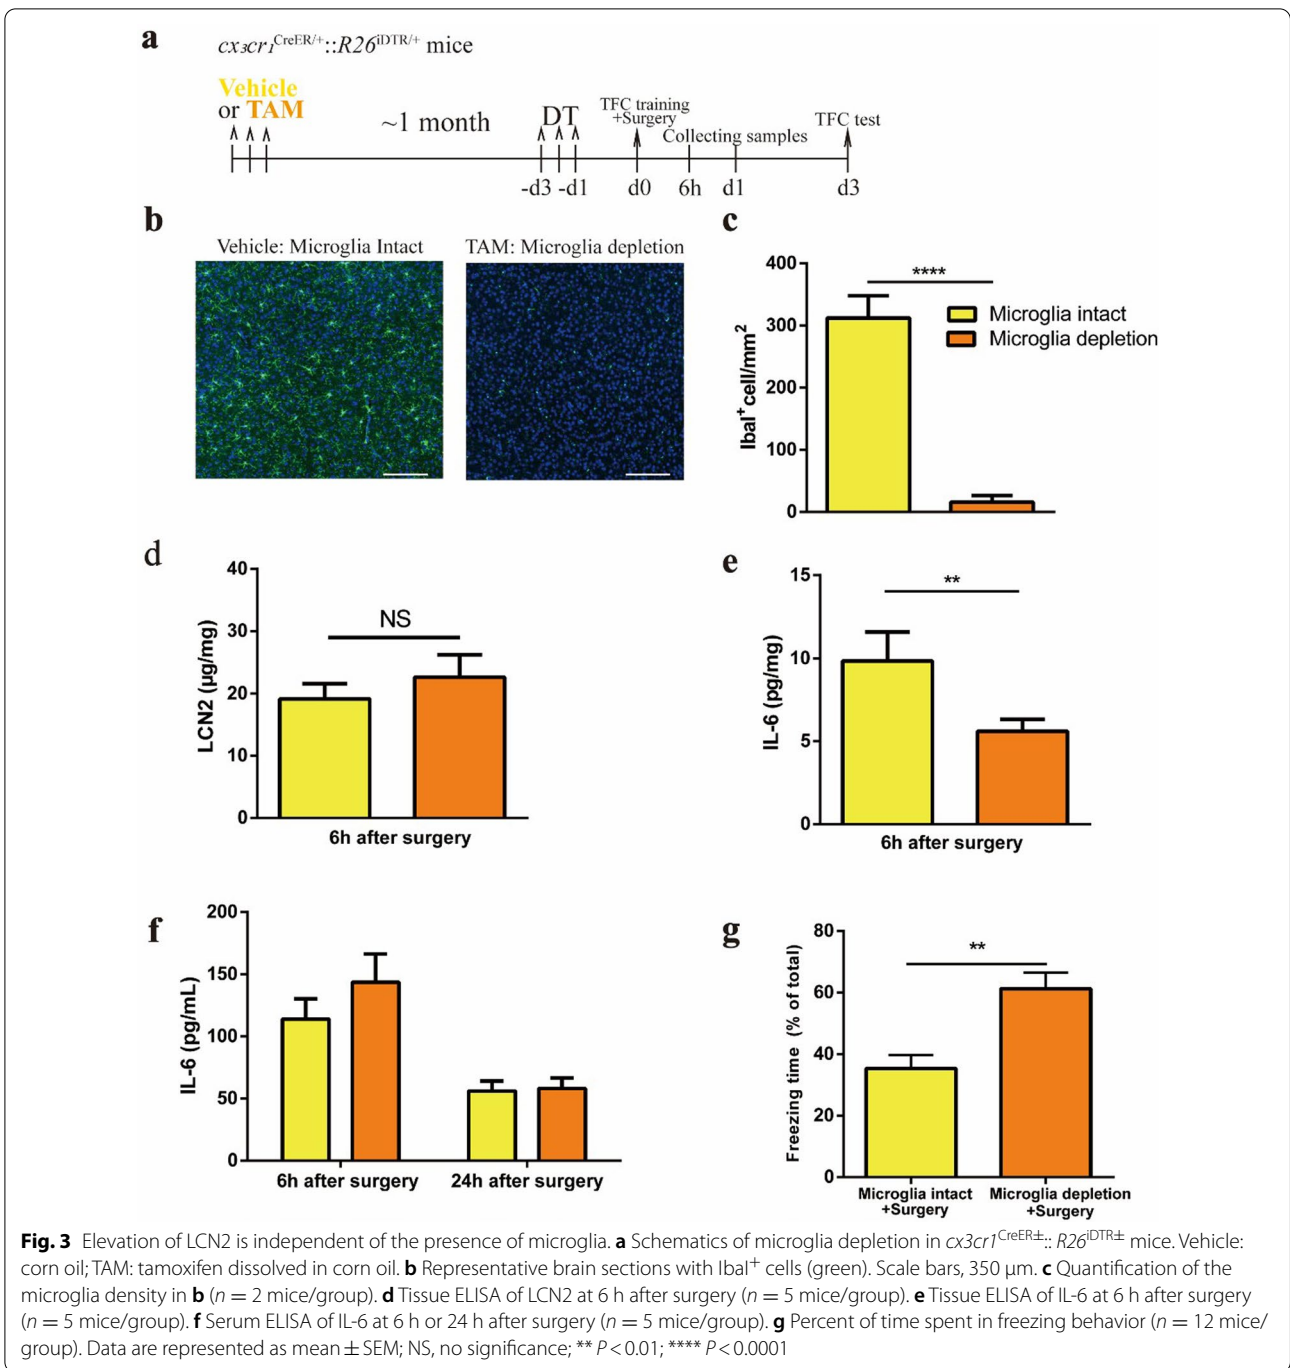 a
cx₃cr₁^CreER/+::R26^iDTR/+ mice
Vehicle
or TAM
~1 month
DT
TFC training
+Surgery
Collecting samples
TFC test
-d3 -d1 d0 6h d1 d3
b
Vehicle: Microglia Intact
TAM: Microglia depletion
c
400
300
200
100
0
Ibal⁺cell/mm²
****
Microglia intact
Microglia depletion
d
40
30
20
10
0
LCN2 (µg/mg)
NS
6h after surgery
e
15
10
5
0
IL-6 (pg/mg)
**
6h after surgery
f
200
150
100
50
0
IL-6 (pg/mL)
6h after surgery 24h after surgery
g
80
60
40
20
0
Freezing time (% of total)
**
Microglia intact
+Surgery
Microglia depletion
+Surgery
Fig. 3 Elevation of LCN2 is independent of the presence of microglia. a Schematics of microglia depletion in cx3cr1^CreER±:: R26^iDTR± mice. Vehicle:
corn oil; TAM: tamoxifen dissolved in corn oil. b Representative brain sections with Ibal⁺ cells (green). Scale bars, 350 µm. c Quantification of the
microglia density in b (n = 2 mice/group). d Tissue ELISA of LCN2 at 6 h after surgery (n = 5 mice/group). e Tissue ELISA of IL-6 at 6 h after surgery
(n = 5 mice/group). f Serum ELISA of IL-6 at 6 h or 24 h after surgery (n = 5 mice/group). g Percent of time spent in freezing behavior (n = 12 mice/
group). Data are represented as mean ± SEM; NS, no significance; ** P < 0.01; **** P < 0.0001